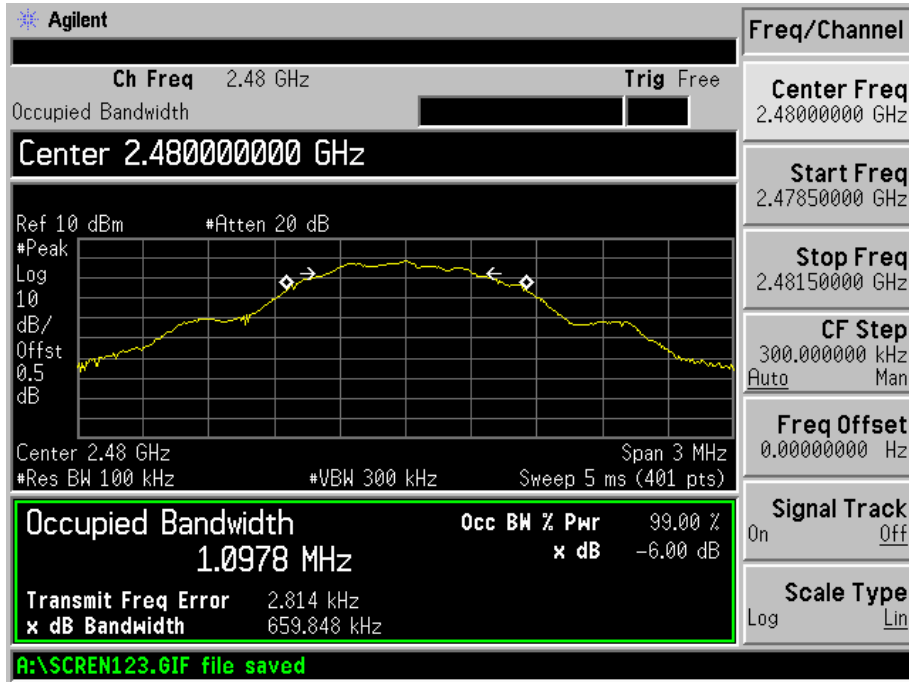 Agilent
Freq/Channel
Ch Freq 2.48 GHz Trig Free
Occupied Bandwidth
Center 2.480000000 GHz
Ref 10 dBm #Atten 20 dB
#Peak
Log
10
dB/
Offst
0.5
dB
Center 2.48 GHz Span 3 MHz
#Res BW 100 kHz #VBW 300 kHz Sweep 5 ms (401 pts)
Occupied Bandwidth
1.0978 MHz
Occ BW % Pwr 99.00 %
x dB -6.00 dB
Transmit Freq Error 2.814 kHz
x dB Bandwidth 659.848 kHz
A:\SCREN123.GIF file saved
Center Freq
2.48000000 GHz
Start Freq
2.47850000 GHz
Stop Freq
2.48150000 GHz
CF Step
300.000000 kHz
Auto Man
Freq Offset
0.00000000 Hz
Signal Track
On Off
Scale Type
Log Lin